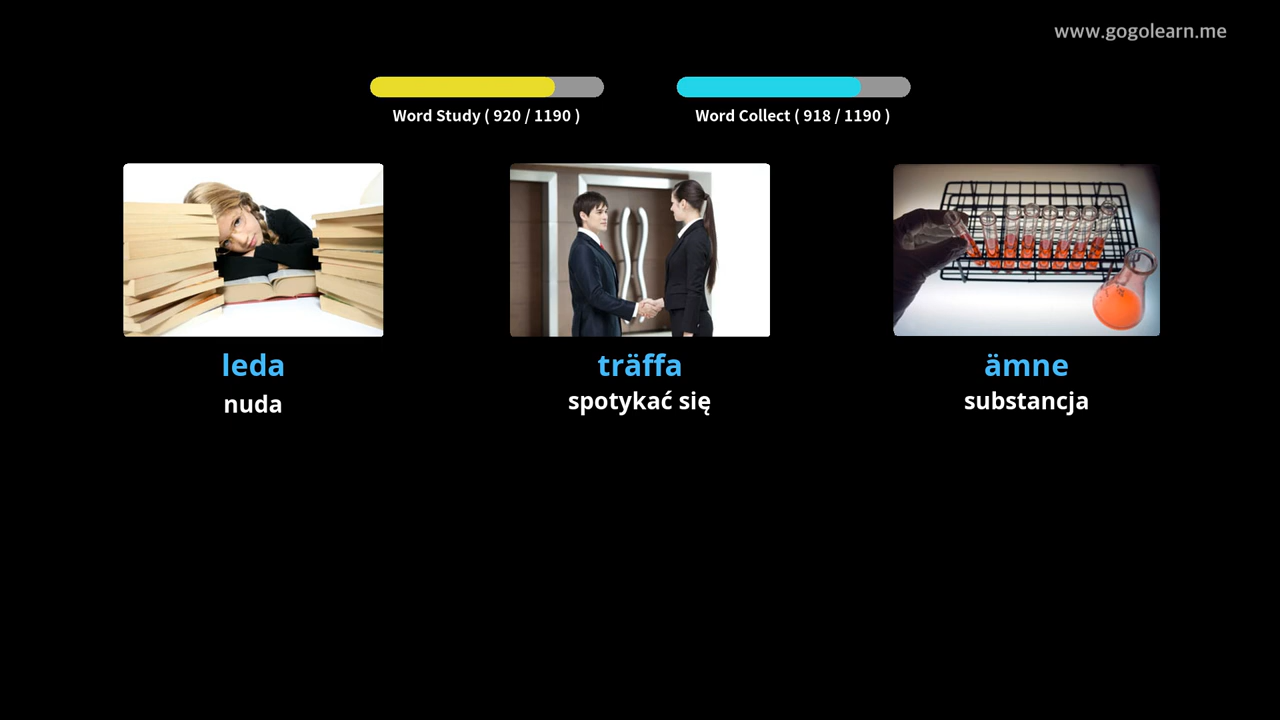 www.gogolearn.me
Word Study ( 920 / 1190 )
Word Collect ( 918 / 1190 )
leda
nuda
träffa
spotykać się
ämne
substancja